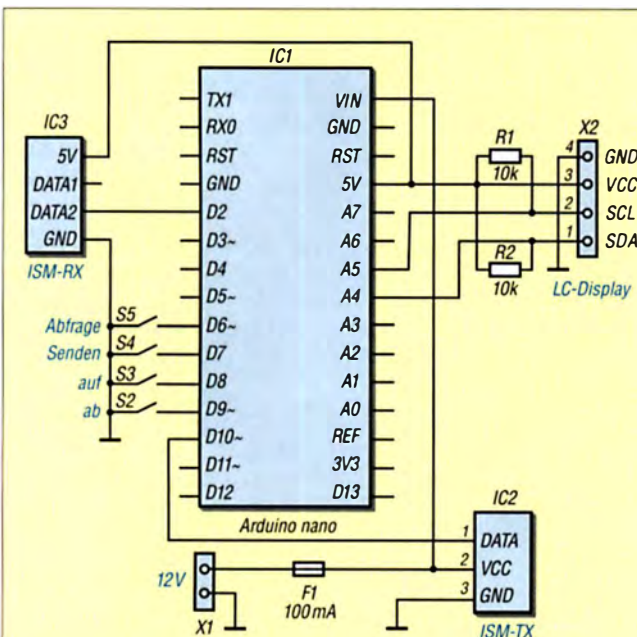 IC1
IC3
5V
DATA1
DATA2
GND
ISM-RX
TX1
RX0
RST
GND
D2
D3~
D4
D5~
D6~
D7
D8
D9~
D10~
D11~
D12
VIN
GND
RST
5V
A7
A6
A5
A4
A3
A2
A1
A0
REF
3V3
D13
Arduino nano
Abfrage S5
Senden S4
auf S3
ab S2
R1
10k
R2
10k
X2
4 GND
3 VCC
2 SCL
1 SDA
LC-Display
12V
X1
F1
100mA
IC2
1 DATA
2 VCC
3 GND
ISM-TX